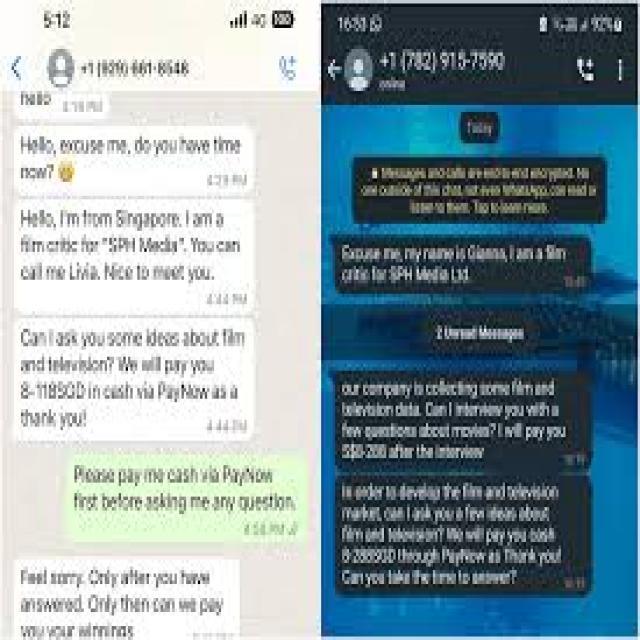 5:12
4G
+1 (929) 661-8548
hello 4:19 PM
Hello, excuse me, do you have time
now?
4:29 PM
Hello, I'm from Singapore. I am a
film critic for "SPH Media". You can
call me Livia. Nice to meet you.
4:44 PM
Can I ask you some ideas about film
and television? We will pay you
8-118SGD in cash via PayNow as a
thank you!
4:44 PM
Please pay me cash via PayNow
first before asking me any question.
4:58 PM
Feel sorry. Only after you have
answered. Only then can we pay
you your winnings
16:53
92%
+1 (782) 915-7590
online
Today
Messages and calls are end-to-end encrypted. No
one outside of this chat, not even WhatsApp, can read or
listen to them. Tap to learn more.
Excuse me, my name is Gianna, I am a film
critic for SPH Media Ltd.
2 Unread Messages
our company is collecting some film and
television data. Can I interview you with a
few questions about movies? I will pay you
S$8-288 after the interview
In order to develop the film and television
market, can I ask you a few ideas about
film and television? We will pay you cash
8-288SGD through PayNow as Thank you!
Can you take the time to answer?